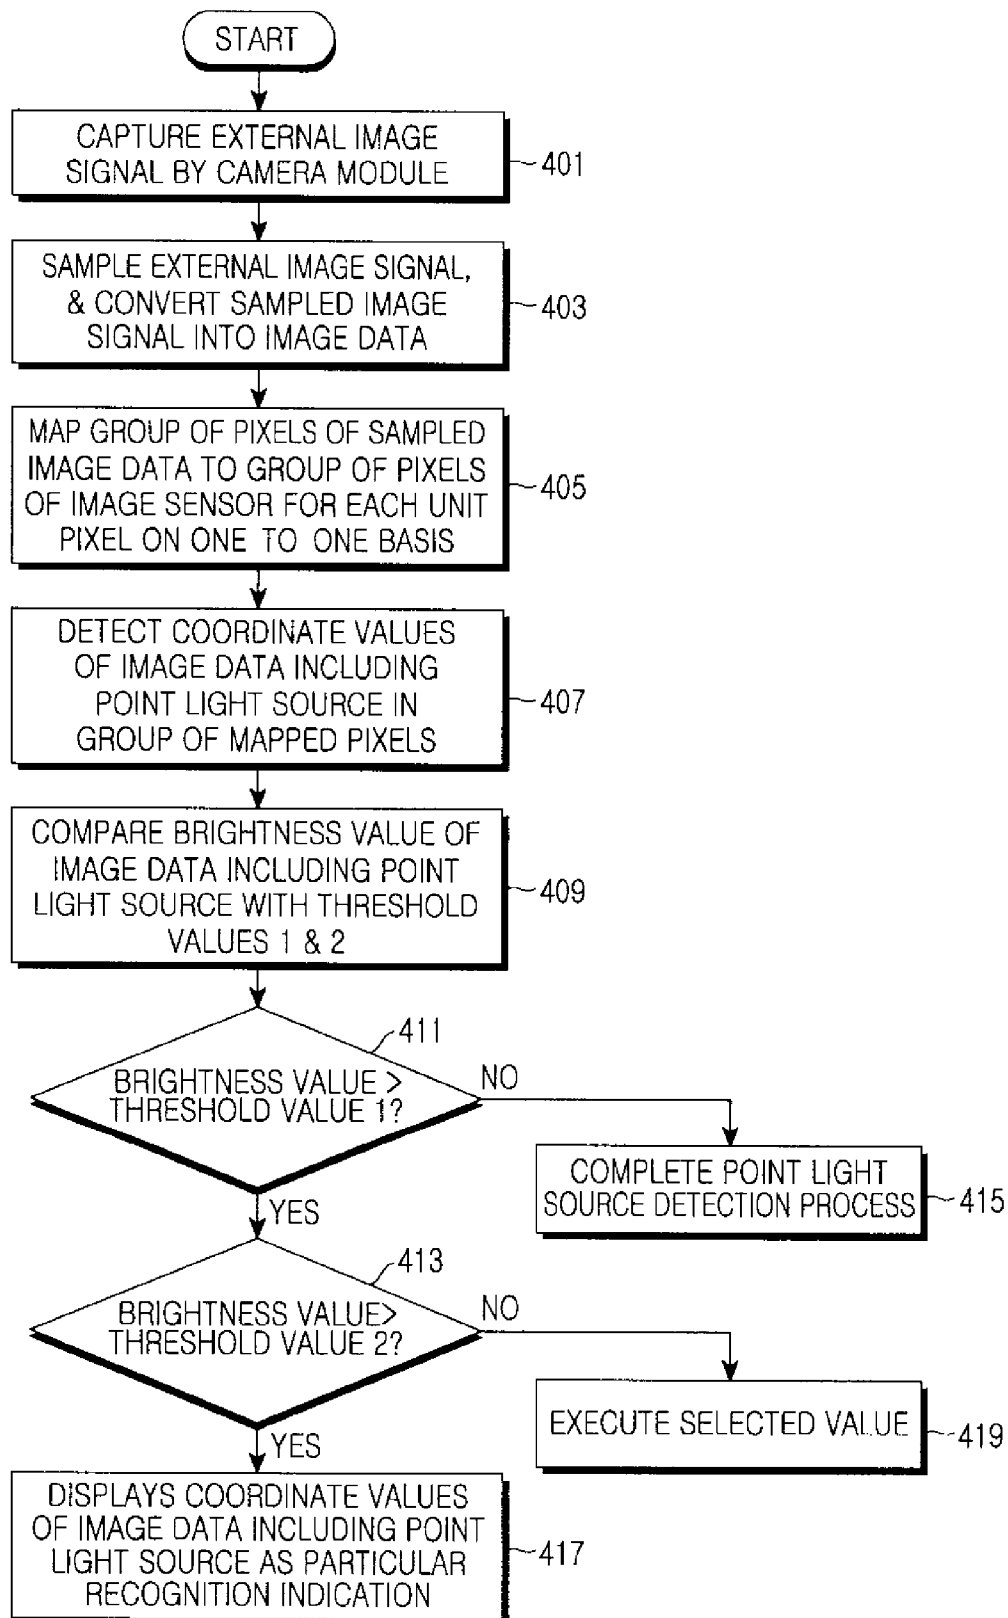 START
CAPTURE EXTERNAL IMAGE
SIGNAL BY CAMERA MODULE
401
SAMPLE EXTERNAL IMAGE SIGNAL,
& CONVERT SAMPLED IMAGE
SIGNAL INTO IMAGE DATA
403
MAP GROUP OF PIXELS OF SAMPLED
IMAGE DATA TO GROUP OF PIXELS
OF IMAGE SENSOR FOR EACH UNIT
PIXEL ON ONE TO ONE BASIS
405
DETECT COORDINATE VALUES
OF IMAGE DATA INCLUDING
POINT LIGHT SOURCE IN
GROUP OF MAPPED PIXELS
407
COMPARE BRIGHTNESS VALUE OF
IMAGE DATA INCLUDING POINT
LIGHT SOURCE WITH THRESHOLD
VALUES 1 & 2
409
411
BRIGHTNESS VALUE >
THRESHOLD VALUE 1?
NO
COMPLETE POINT LIGHT
SOURCE DETECTION PROCESS
415
YES
413
BRIGHTNESS VALUE>
THRESHOLD VALUE 2?
NO
EXECUTE SELECTED VALUE
419
YES
DISPLAYS COORDINATE VALUES
OF IMAGE DATA INCLUDING POINT
LIGHT SOURCE AS PARTICULAR
RECOGNITION INDICATION
417